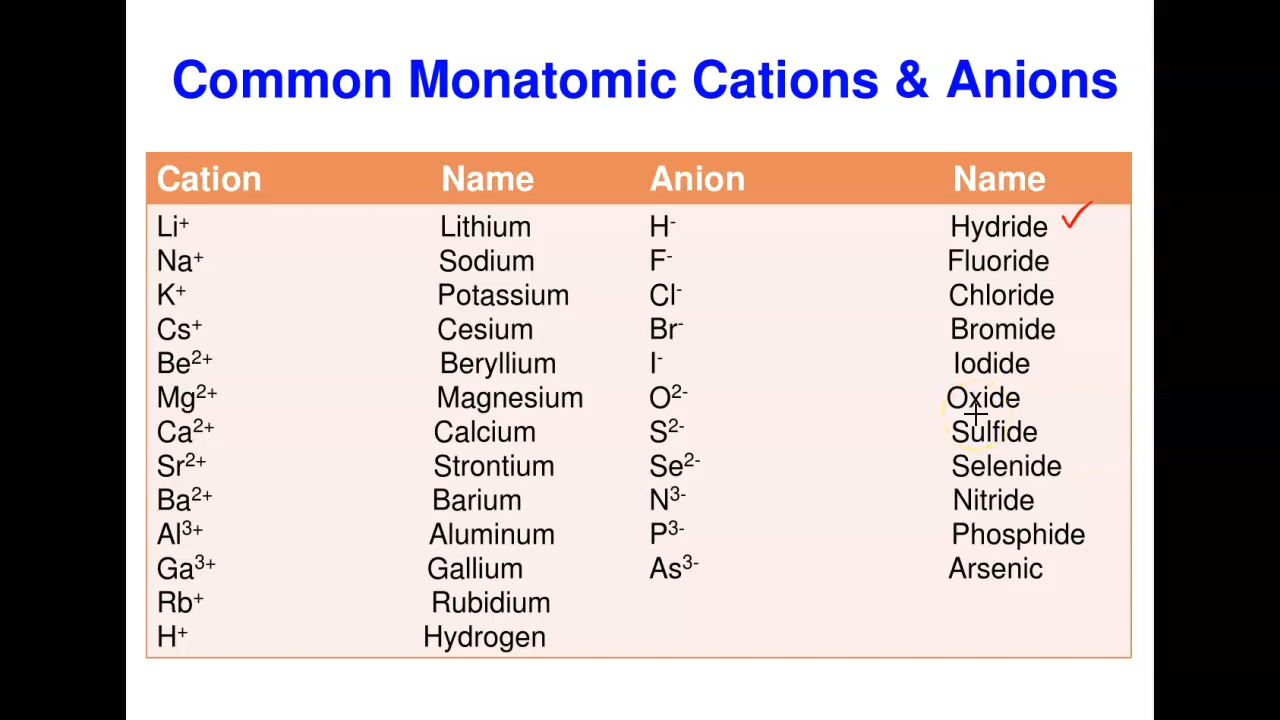 Common Monatomic Cations & Anions
Cation Name Anion Name
Li⁺ Lithium H⁻ Hydride
Na⁺ Sodium F⁻ Fluoride
K⁺ Potassium Cl⁻ Chloride
Cs⁺ Cesium Br⁻ Bromide
Be²⁺ Beryllium I⁻ Iodide
Mg²⁺ Magnesium O²⁻ Oxide
Ca²⁺ Calcium S²⁻ Sulfide
Sr²⁺ Strontium Se²⁻ Selenide
Ba²⁺ Barium N³⁻ Nitride
Al³⁺ Aluminum P³⁻ Phosphide
Ga³⁺ Gallium As³⁻ Arsenic
Rb⁺ Rubidium
H⁺ Hydrogen